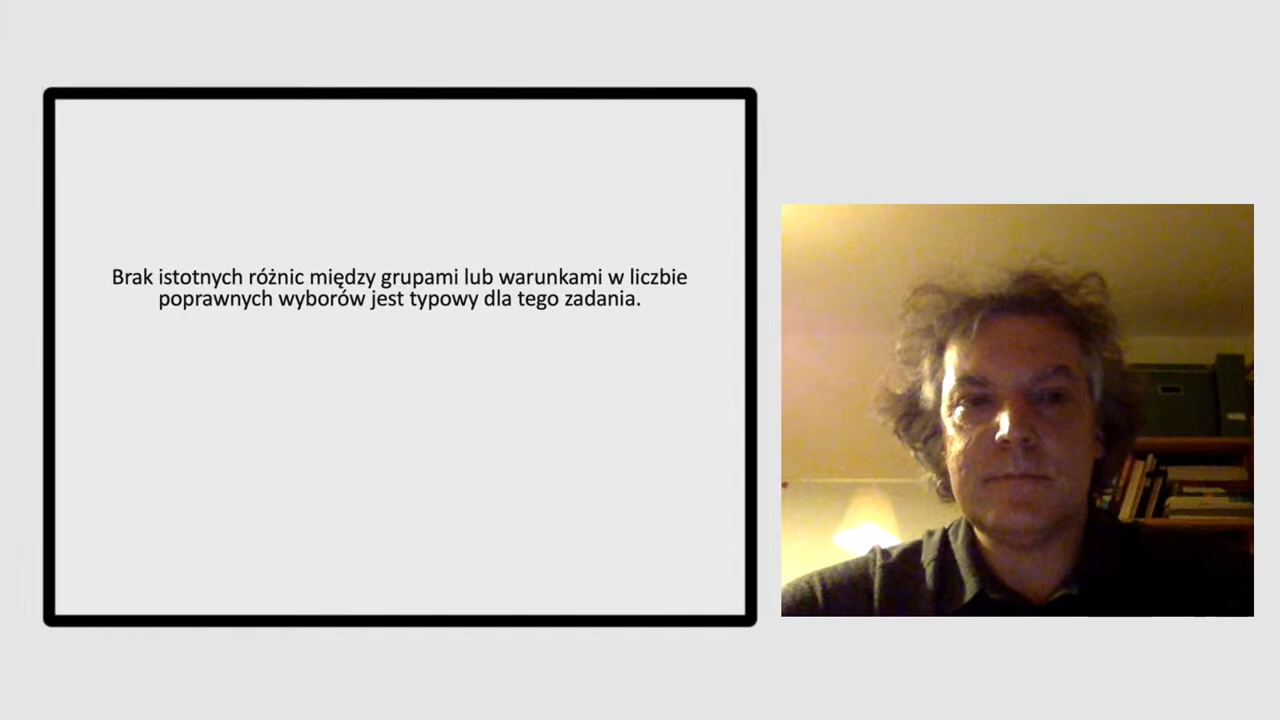 Brak istotnych różnic między grupami lub warunkami w liczbie
poprawnych wyborów jest typowy dla tego zadania.